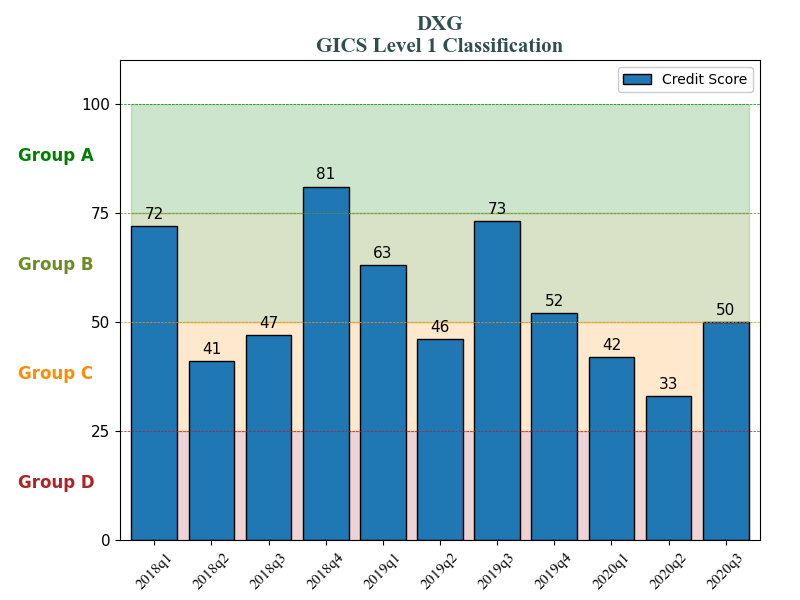 DXG
GICS Level 1 Classification
Credit Score
100
Group A
81
75
73
72
63
Group B
52
50
50
47
46
42
41
Group C
33
25
Group D
0
2018q1
2018q2
2018q3
2018q4
2019q1
2019q2
2019q3
2019q4
2020q1
2020q2
2020q3